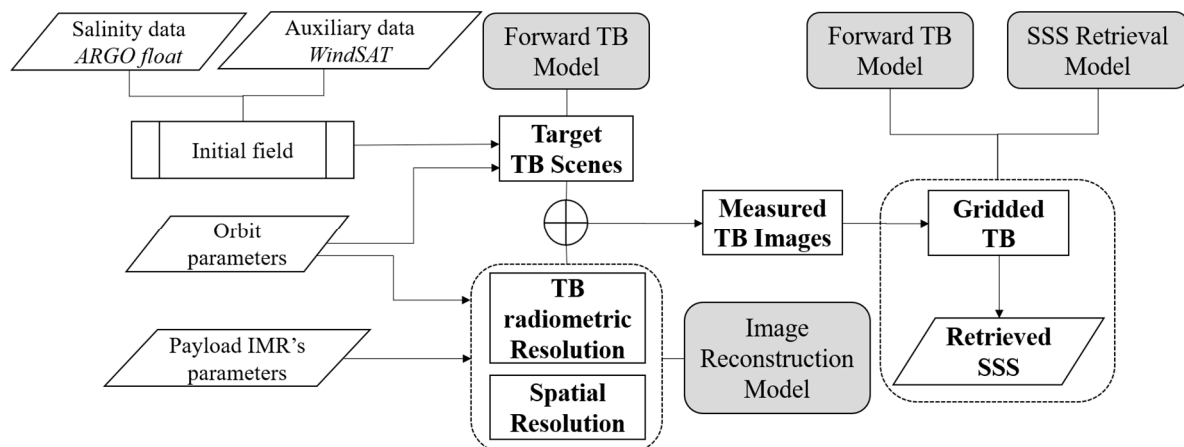 Salinity data
ARGO float
Auxiliary data
WindSAT
Forward TB
Model
Forward TB
Model
SSS Retrieval
Model
Initial field
Target
TB Scenes
Orbit
parameters
Measured
TB Images
Gridded
TB
TB
radiometric
Resolution
Payload IMR's
parameters
Image
Reconstruction
Model
Retrieved
SSS
Spatial
Resolution